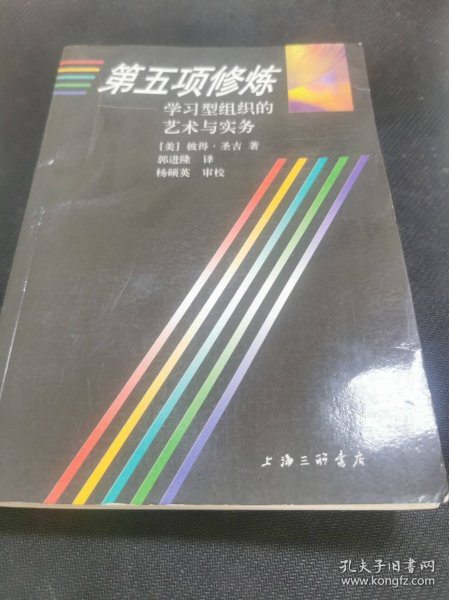 第五项修炼
学习型组织的
艺术与实务
[美] 彼得·圣吉 著
郭进隆 译
杨硕英 审校
上海三联书店
孔夫子旧书网
www.kongfz.com